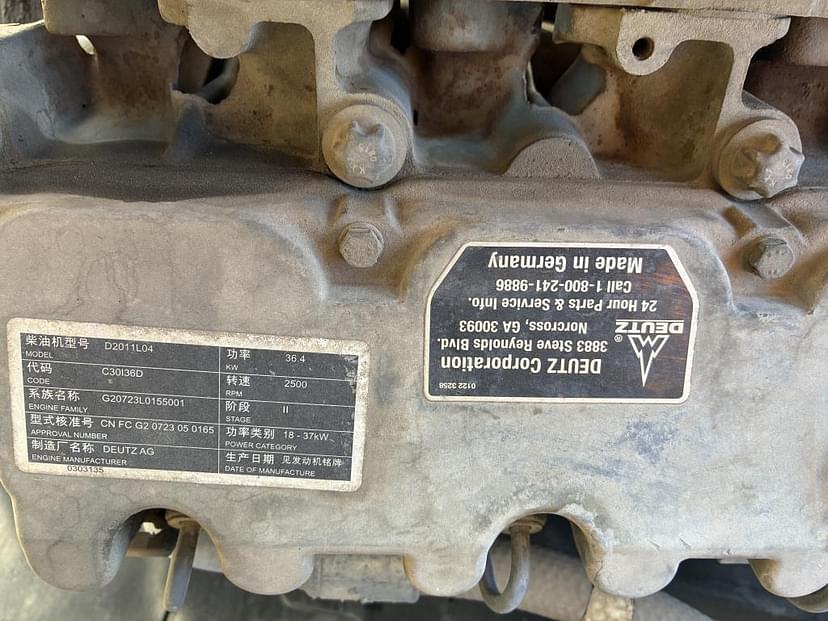 柴油机型号 D2011L04
MODEL
代码 C30I36D
CODE
系族名称 G20723L0155001
ENGINE FAMILY
型式核准号 CN FC G2 0723 05 0165
APPROVAL NUMBER
制造厂名称 DEUTZ AG
ENGINE MANUFACTURER
0303135
功率 36.4
KW
转速 2500
RPM
阶段 II
STAGE
功率类别 18 - 37kW
POWER CATEGORY
生产日期 见发动机铭牌
DATE OF MANUFACTURE
0122 3258
DEUTZ Corporation
3883 Steve Reynolds Blvd.
Norcross, GA 30093
24 Hour Parts & Service Info.
Call 1-800-241-9886
Made in Germany
DEUTZ®